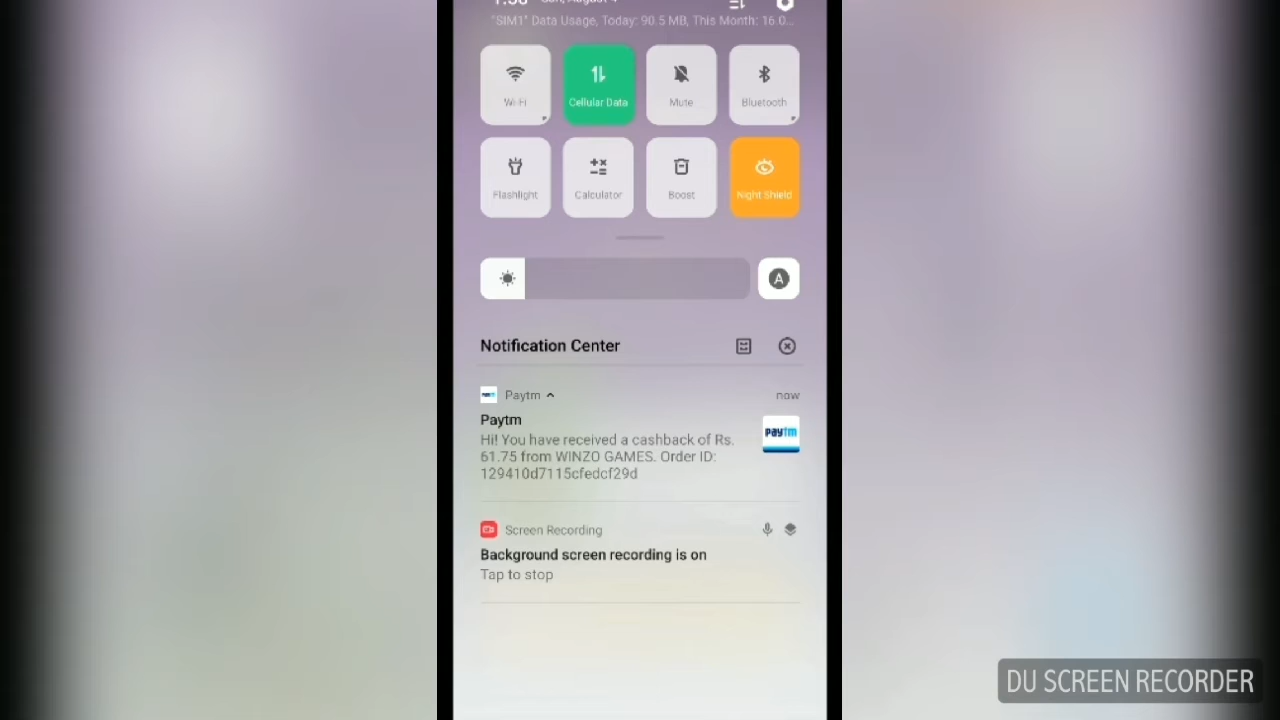 "SIM1" Data Usage, Today: 90.5 MB, This Month: 16.0...
Wi-Fi
Cellular Data
Mute
Bluetooth
Flashlight
Calculator
Boost
Night Shield
A
Notification Center
Paytm
now
Paytm
Hi! You have received a cashback of Rs.
61.75 from WINZO GAMES. Order ID:
129410d7115cfedcf29d
paytm
Screen Recording
Background screen recording is on
Tap to stop
DU SCREEN RECORDER